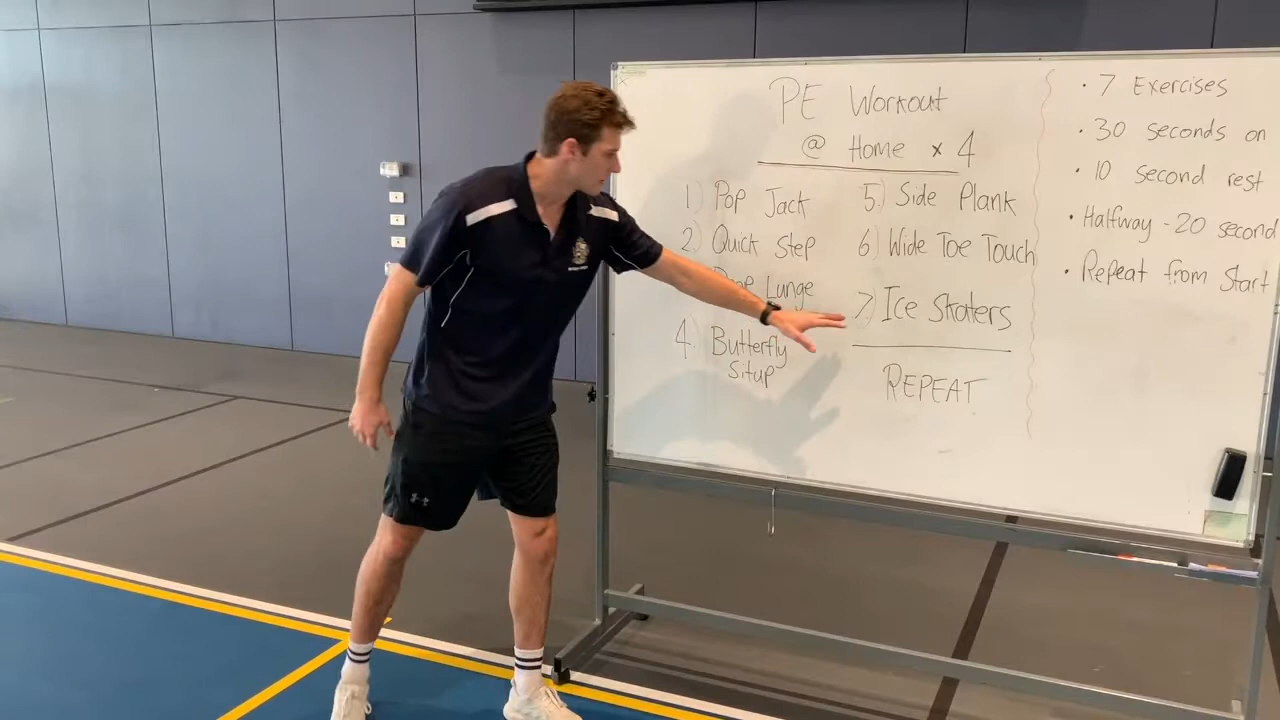 PE Workout
@ Home × 4
1) Pop Jack
2) Quick Step
Lunge
4. Butterfly
Situp
5.) Side Plank
6) Wide Toe Touch
7) Ice Skaters
REPEAT
• 7 Exercises
• 30 seconds on
• 10 second rest
• Halfway - 20 second
• Repeat from Start